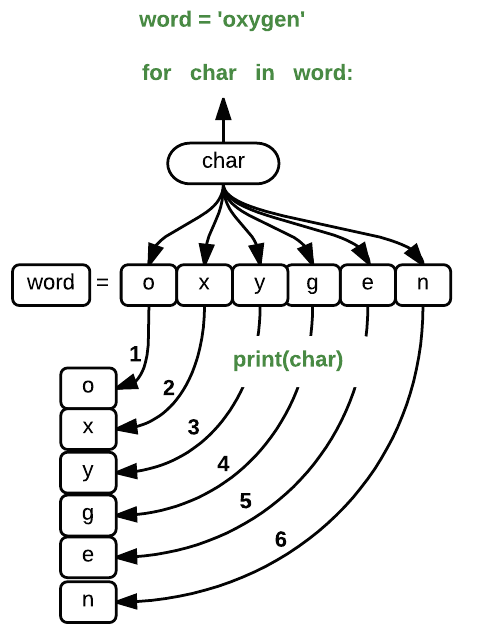 word = 'oxygen'
for char in word:
char
word = o x y g e n
print(char)
1
o
2
x
3
y
4
g
5
e
6
n